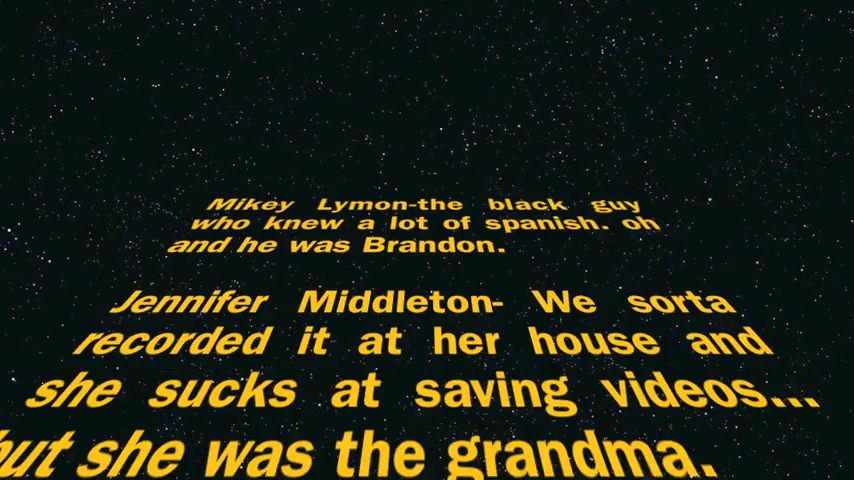 Mikey Lymon-the black guy
who knew a lot of spanish. oh
and he was Brandon.
Jennifer Middleton- We sorta
recorded it at her house and
she sucks at saving videos...
but she was the grandma.